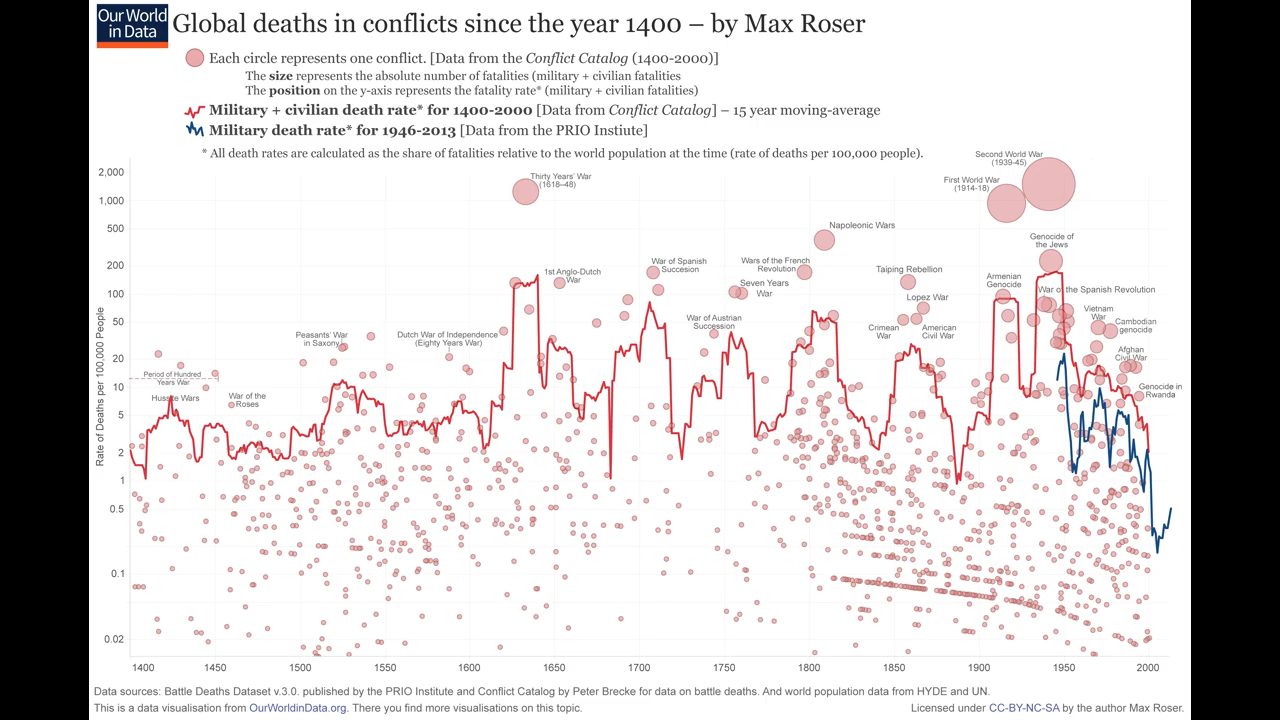 Our World
in Data
Global deaths in conflicts since the year 1400 – by Max Roser
Each circle represents one conflict. [Data from the Conflict Catalog (1400-2000)]
The size represents the absolute number of fatalities (military + civilian fatalities
The position on the y-axis represents the fatality rate* (military + civilian fatalities)
Military + civilian death rate* for 1400-2000 [Data from Conflict Catalog] – 15 year moving-average
Military death rate* for 1946-2013 [Data from the PRIO Instiute]
* All death rates are calculated as the share of fatalities relative to the world population at the time (rate of deaths per 100,000 people).
Rate of Deaths per 100,000 People
2,000
1,000
500
200
100
50
20
10
5
2
1
0.5
0.1
0.02
Period of Hundred
Years War
Hussite Wars
War of the
Roses
Peasants' War
in Saxony
Dutch War of Independence
(Eighty Years War)
Thirty Years' War
(1618–48)
1st Anglo-Dutch
War
War of Spanish
Succesion
War of Austrian
Succession
Seven Years
War
Wars of the French
Revolution
Napoleonic Wars
Taiping Rebellion
Lopez War
Crimean
War
American
Civil War
First World War
(1914-18)
Second World War
(1939-45)
Genocide of
the Jews
Armenian
Genocide
War of the Spanish Revolution
Vietnam
War
Cambodian
genocide
Afghan
Civil War
Genocide in
Rwanda
1400
1450
1500
1550
1600
1650
1700
1750
1800
1850
1900
1950
2000
Data sources: Battle Deaths Dataset v.3.0. published by the PRIO Institute and Conflict Catalog by Peter Brecke for data on battle deaths. And world population data from HYDE and UN.
This is a data visualisation from OurWorldinData.org. There you find more visualisations on this topic.
Licensed under CC-BY-NC-SA by the author Max Roser.